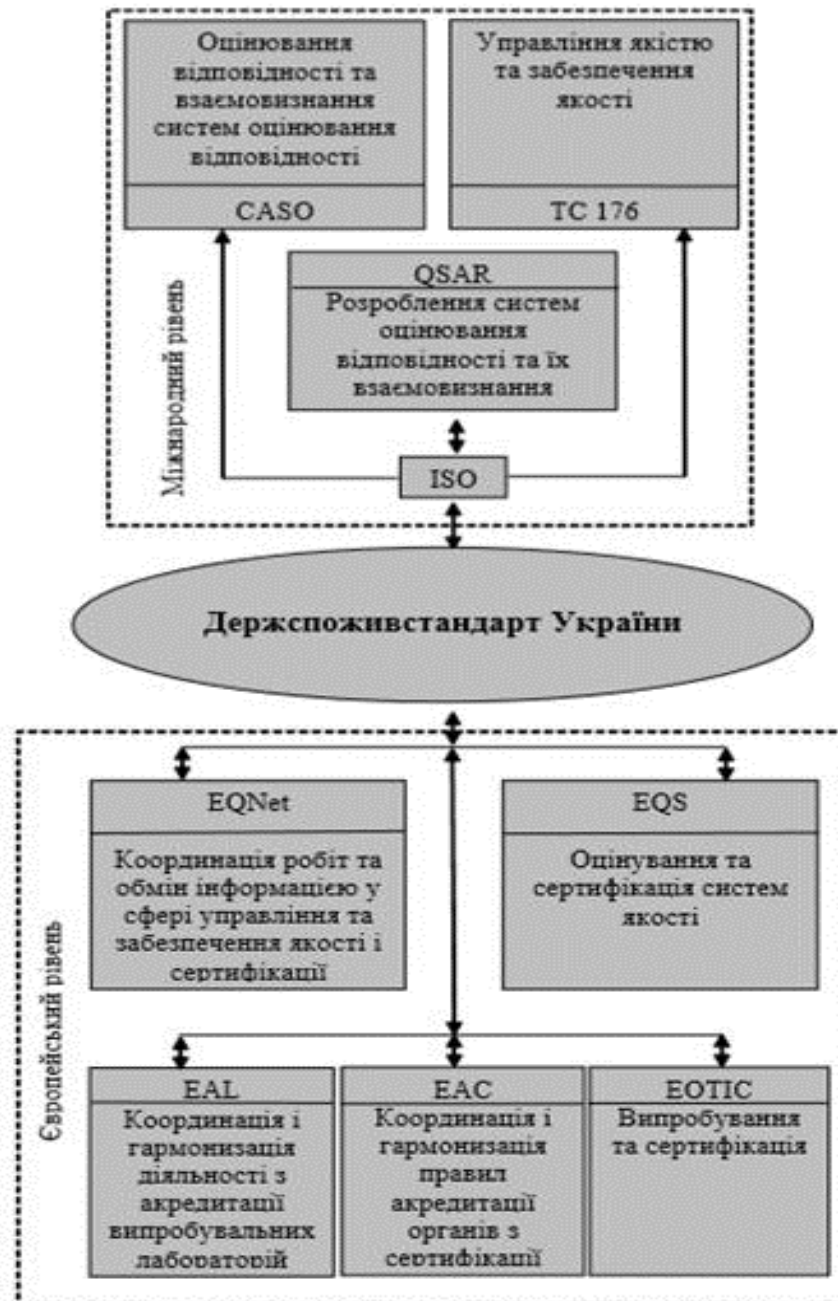 Оцінювання
відповідності та
взаємовизнання
систем оцінювання
відповідності
CASO
Управління якістю
та забезпечення
якості
ТС 176
QSAR
Розроблення систем
оцінювання
відповідності та їх
взаємовизнання
ISO
Міжнародний рівень
Держспоживстандарт України
Європейський рівень
EQNet
Координація робіт та
обмін інформацією у
сфері управління та
забезпечення якості і
сертифікації
EQS
Оцінування та
сертифікація систем
якості
EAL
Координація і
гармонизація
діяльності з
акредитації
випробувальних
лабораторій
EAC
Координація і
гармонизація
правил
акредитації
органів з
сертифікації
EOTIC
Випробування
та сертифікація